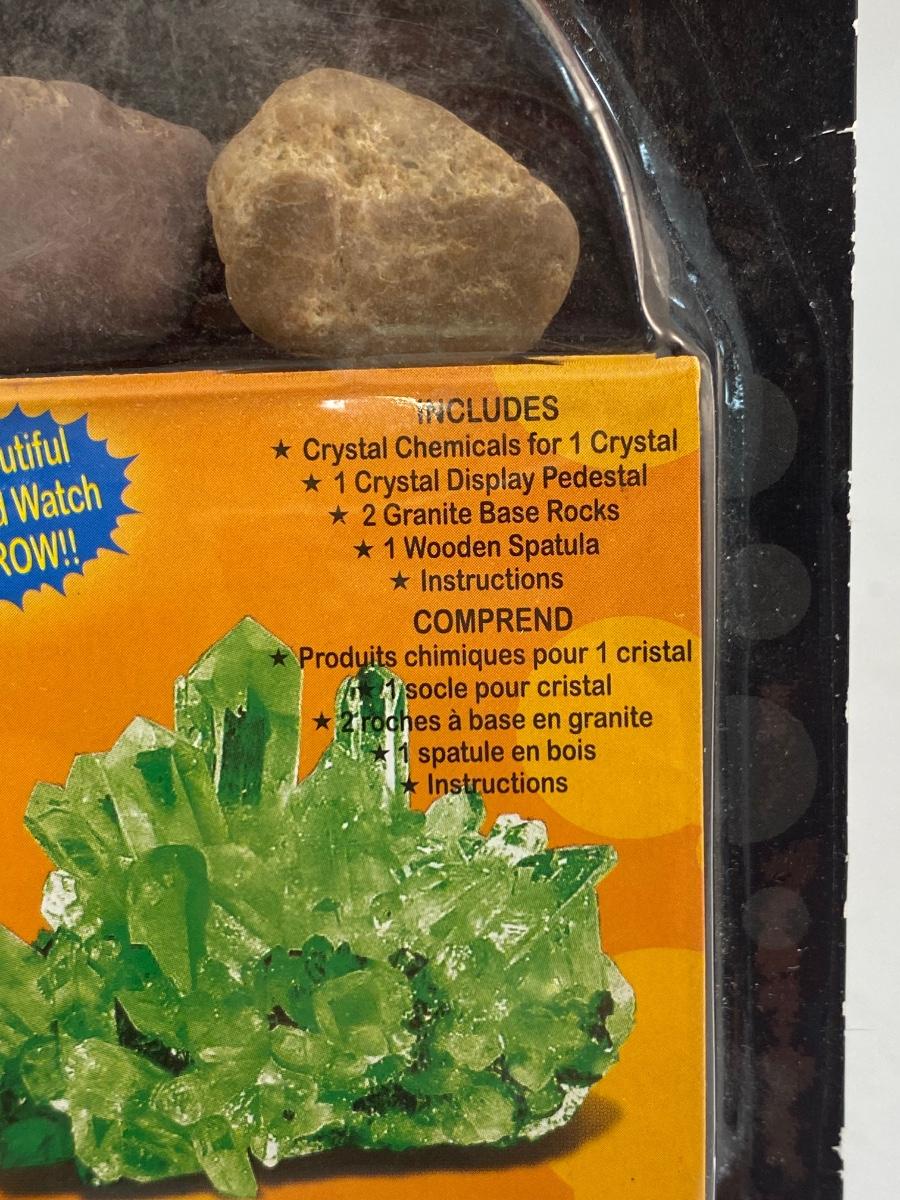 utiful
d Watch
ROW!!
INCLUDES
★ Crystal Chemicals for 1 Crystal
★ 1 Crystal Display Pedestal
★ 2 Granite Base Rocks
★ 1 Wooden Spatula
★ Instructions
COMPREND
★ Produits chimiques pour 1 cristal
★ 1 socle pour cristal
★ 2 roches à base en granite
★ 1 spatule en bois
★ Instructions